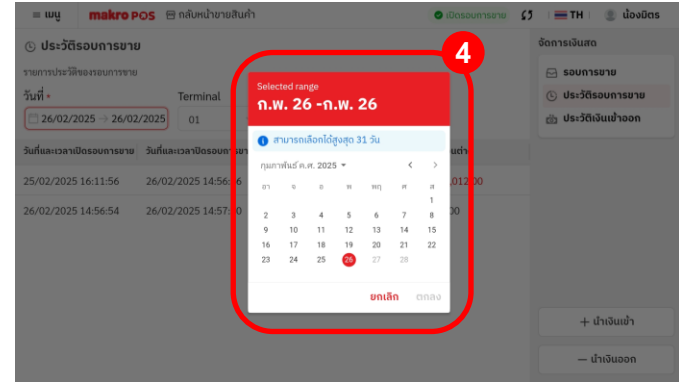 ≡ เมนู makro POS กลับหน้าขายสินค้า เปิดรอบการขาย TH น้องมิตร
ประวัติรอบการขาย จัดการเงินสด
4
รายการประวัติของรอบการขาย
Selected range
ก.พ. 26 -ก.พ. 26
รอบการขาย
วันที่ * Terminal
ประวัติรอบการขาย
26/02/2025 → 26/02/2025 01
ประวัติเงินเข้าออก
สามารถเลือกได้สูงสุด 31 วัน
วันที่และเวลาเปิดรอบการขาย วันที่และเวลาปิดรอบการขา
กุมภาพันธ์ ค.ศ. 2025 < >
25/02/2025 16:11:56 26/02/2025 14:56: ,012.00
อา จ อ พ พฤ ศ ส
1
26/02/2025 14:56:54 26/02/2025 14:57: 00
2 3 4 5 6 7 8
9 10 11 12 13 14 15
16 17 18 19 20 21 22
23 24 25 26 27 28
ยกเลิก ตกลง
+ นำเงินเข้า
— นำเงินออก